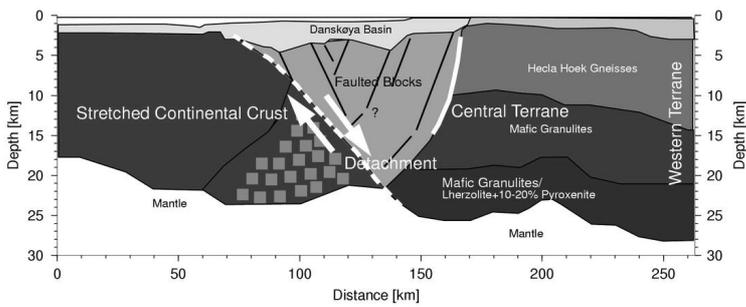 0
0
Danskøya Basin
5
5
Hecla Hoek Gneisses
Faulted Blocks
10
10
Stretched Continental Crust
?
Central Terrane
Mafic Granulites
15
15
Depth [km]
Western Terrane
Depth [km]
Detachment
20
20
Mafic Granulites/
Lherzolite+10-20% Pyroxenite
Mantle
25
25
Mantle
30
30
0
50
100
150
200
250
Distance [km]